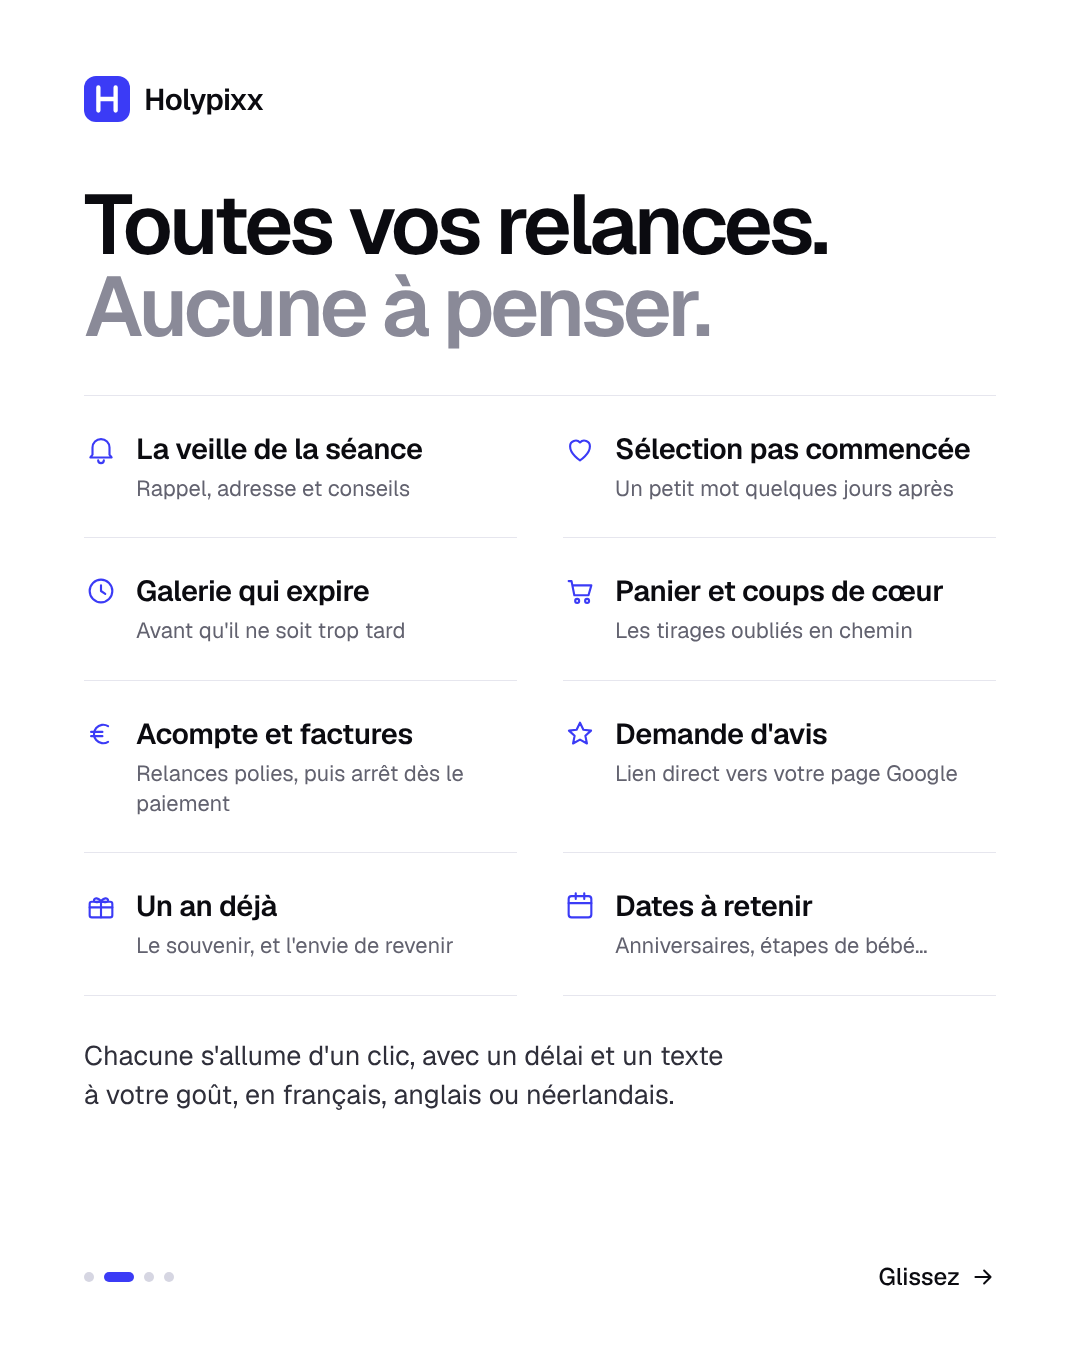 Holypixx
Toutes vos relances.
Aucune à penser.
La veille de la séance
Rappel, adresse et conseils
Sélection pas commencée
Un petit mot quelques jours après
Galerie qui expire
Avant qu'il ne soit trop tard
Panier et coups de cœur
Les tirages oubliés en chemin
Acompte et factures
Relances polies, puis arrêt dès le
paiement
Demande d'avis
Lien direct vers votre page Google
Un an déjà
Le souvenir, et l'envie de revenir
Dates à retenir
Anniversaires, étapes de bébé…
Chacune s'allume d'un clic, avec un délai et un texte
à votre goût, en français, anglais ou néerlandais.
Glissez →